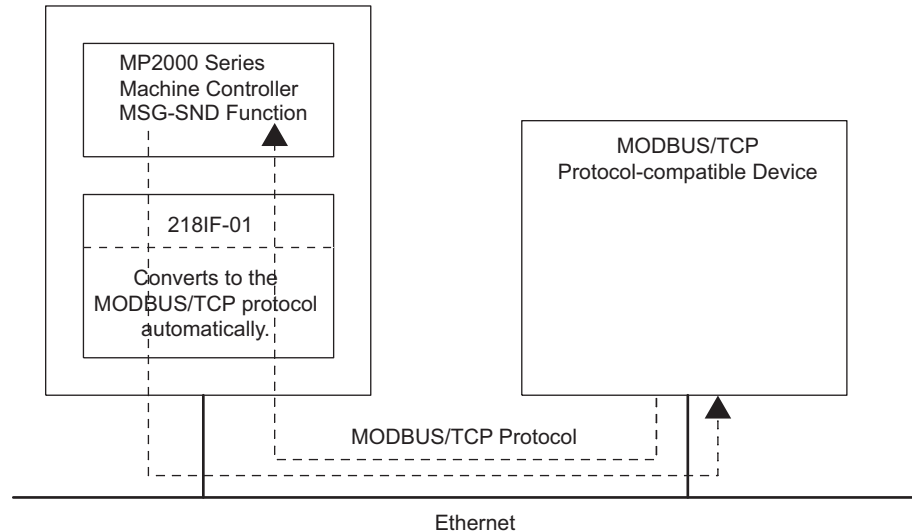 MP2000 Series
Machine Controller
MSG-SND Function
218IF-01
Converts to the
MODBUS/TCP protocol
automatically.
MODBUS/TCP
Protocol-compatible Device
MODBUS/TCP Protocol
Ethernet